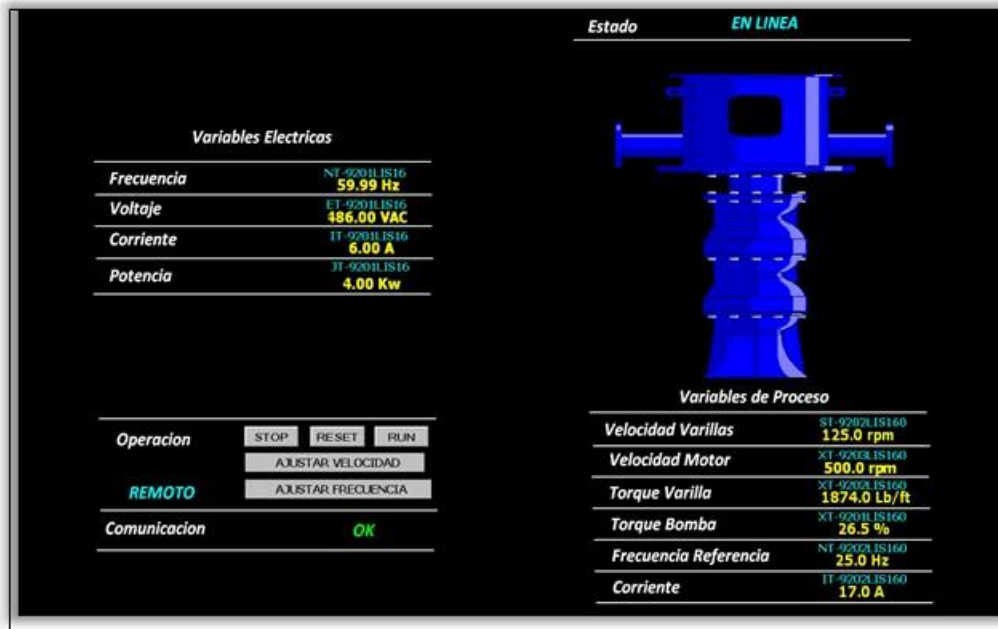 Estado EN LINEA
Variables Electricas
Frecuencia NT-9201LIS16
59.99 Hz
Voltaje ET-9201LIS16
486.00 VAC
Corriente IT-9201LIS16
6.00 A
Potencia JT-9201LIS16
4.00 Kw
Operacion STOP RESET RUN
AJUSTAR VELOCIDAD
REMOTO AJUSTAR FRECUENCIA
Comunicacion OK
Variables de Proceso
Velocidad Varillas ST-9202LIS160
125.0 rpm
Velocidad Motor XT-9203LIS160
500.0 rpm
Torque Varilla XT-9202LIS160
1874.0 Lb/ft
Torque Bomba XT-9201LIS160
26.5 %
Frecuencia Referencia NT-9202LIS160
25.0 Hz
Corriente IT-9202LIS160
17.0 A